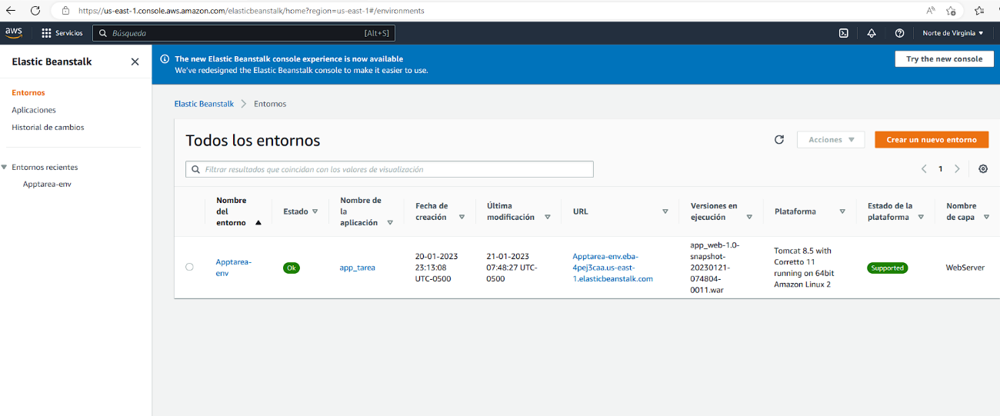 https://us-east-1.console.aws.amazon.com/elasticbeanstalk/home?region=us-east-1#/environments
aws
Servicios
Búsqueda
[Alt+S]
Norte de Virginia
Elastic Beanstalk
The new Elastic Beanstalk console experience is now available
We've redesigned the Elastic Beanstalk console to make it easier to use.
Try the new console
Entornos
Aplicaciones
Historial de cambios
Entornos recientes
Apptarea-env
Elastic Beanstalk
Entornos
Todos los entornos
Acciones
Crear un nuevo entorno
Filtrar resultados que coincidan con los valores de visualización
1
Nombre
del
entorno
Estado
Nombre de
la
aplicación
Fecha de
creación
Última
modificación
URL
Versiones en
ejecución
Plataforma
Estado de la
plataforma
Nombre
de capa
Apptarea-
env
Ok
app_tarea
20-01-2023
23:13:08
UTC-0500
21-01-2023
07:48:27 UTC-
0500
Apptarea-env.eba-
4pej3caa.us-east-
1.elasticbeanstalk.com
app_web-1.0-
snapshot-
20230121-
074804-
0011.war
Tomcat 8.5 with
Corretto 11
running on 64bit
Amazon Linux 2
Supported
WebServer